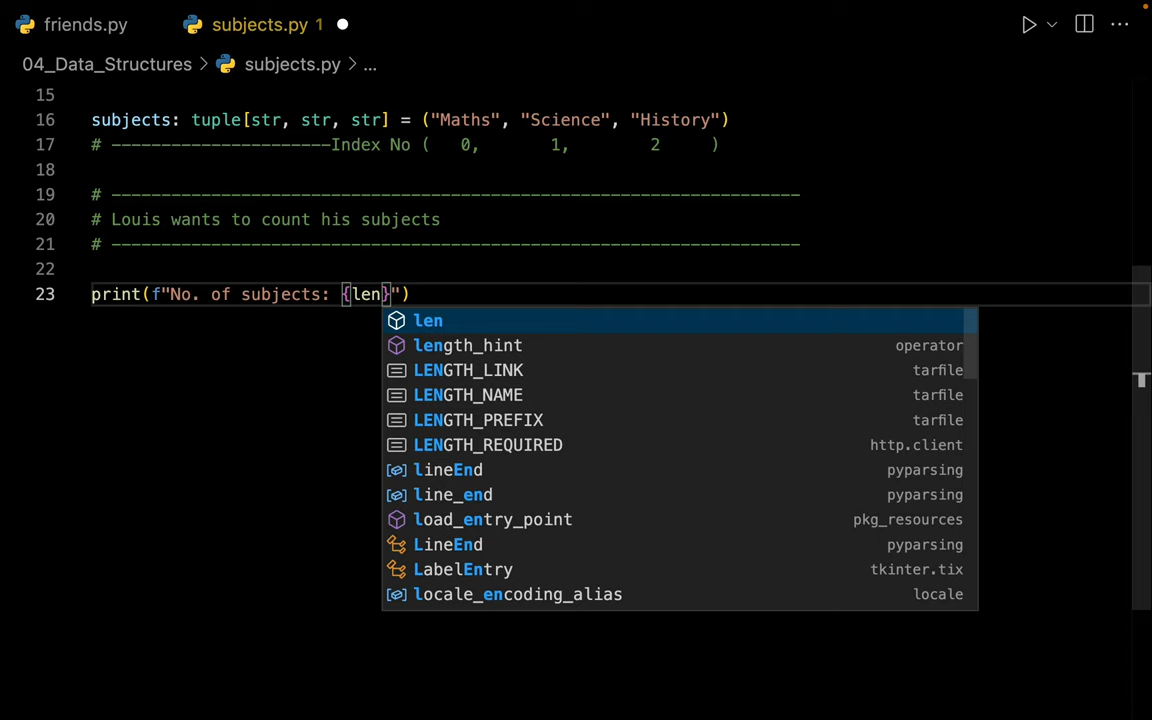 friends.py subjects.py 1
04_Data_Structures > subjects.py > ...
15
16 subjects: tuple[str, str, str] = ("Maths", "Science", "History")
17 # ----------------------Index No (   0,       1,        2     )
18
19 # ---------------------------------------------------------------------
20 # Louis wants to count his subjects
21 # ---------------------------------------------------------------------
22
23 print(f"No. of subjects: {len}")
len
length_hint operator
LENGTH_LINK tarfile
LENGTH_NAME tarfile
LENGTH_PREFIX tarfile
LENGTH_REQUIRED http.client
lineEnd pyparsing
line_end pyparsing
load_entry_point pkg_resources
LineEnd pyparsing
LabelEntry tkinter.tix
locale_encoding_alias locale